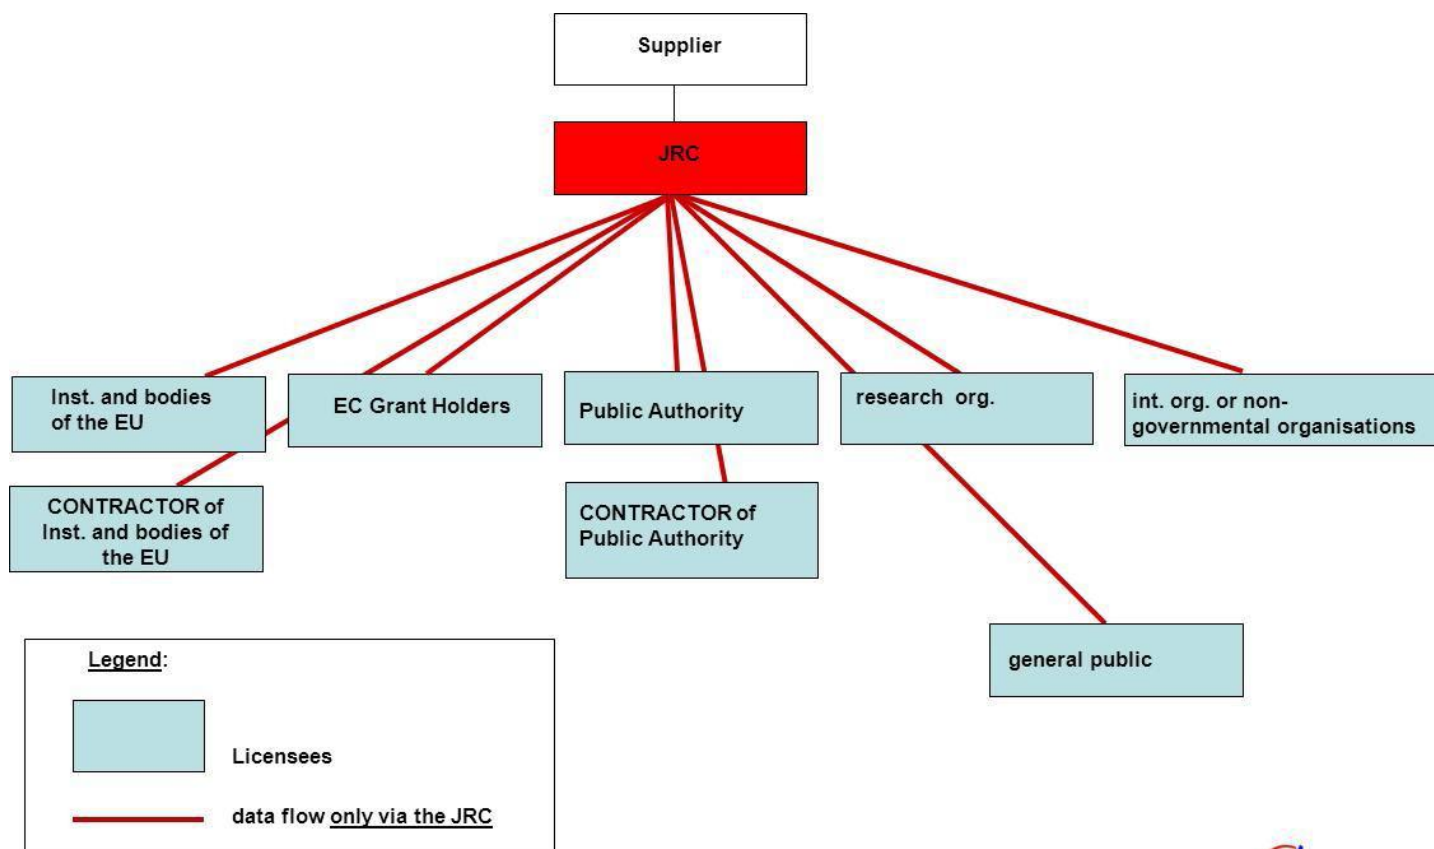 Supplier
JRC
Inst. and bodies
of the EU
EC Grant Holders
Public Authority
research org.
int. org. or non-
governmental organisations
CONTRACTOR of
Inst. and bodies of
the EU
CONTRACTOR of
Public Authority
general public
Legend:
Licensees
data flow only via the JRC